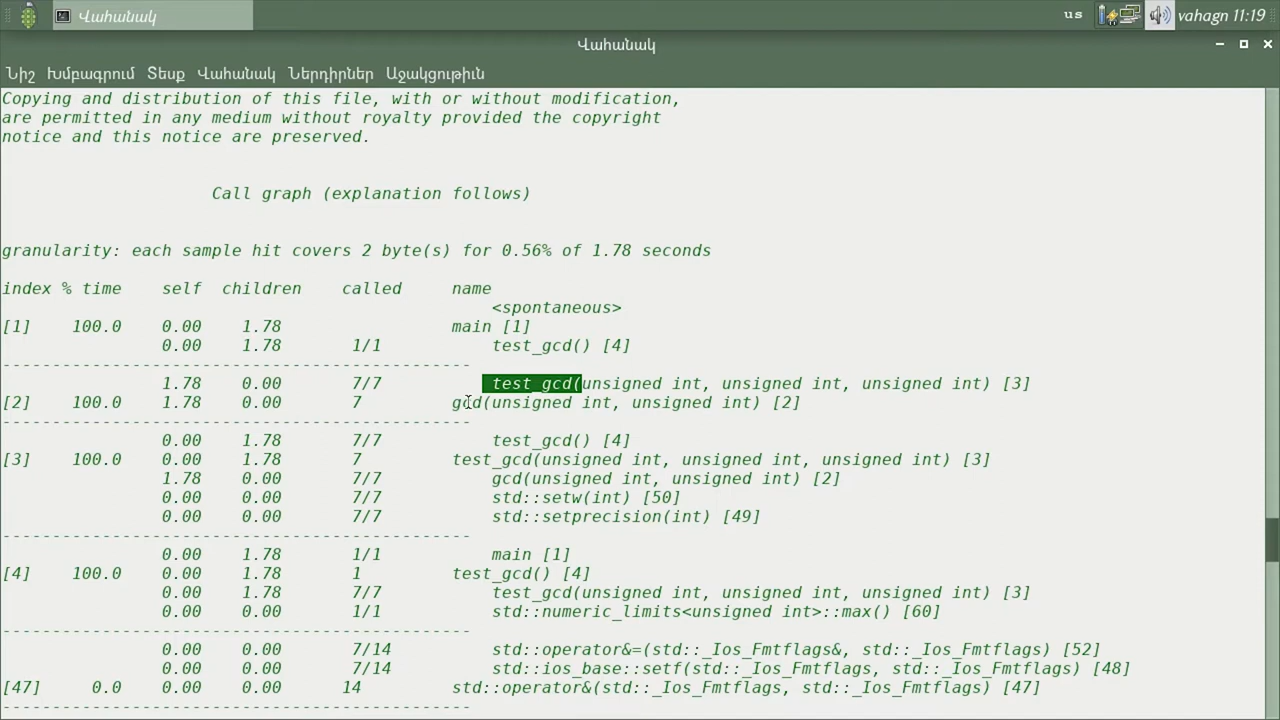 Վահանակ
us
vahagn 11:19
Վահանակ
Նիշ Խմբագրում Տեսք Վահանակ Ներդիրներ Աջակցութիւն
Copying and distribution of this file, with or without modification,
are permitted in any medium without royalty provided the copyright
notice and this notice are preserved.
Call graph (explanation follows)
granularity: each sample hit covers 2 byte(s) for 0.56% of 1.78 seconds
index % time    self  children    called     name
<spontaneous>
[1]    100.0    0.00    1.78                 main [1]
0.00    1.78       1/1           test_gcd() [4]
-----------------------------------------------
1.78    0.00       7/7           test_gcd(unsigned int, unsigned int, unsigned int) [3]
[2]    100.0    1.78    0.00       7         gcd(unsigned int, unsigned int) [2]
-----------------------------------------------
0.00    1.78       7/7           test_gcd() [4]
[3]    100.0    0.00    1.78       7         test_gcd(unsigned int, unsigned int, unsigned int) [3]
1.78    0.00       7/7           gcd(unsigned int, unsigned int) [2]
0.00    0.00       7/7           std::setw(int) [50]
0.00    0.00       7/7           std::setprecision(int) [49]
-----------------------------------------------
0.00    1.78       1/1           main [1]
[4]    100.0    0.00    1.78       1         test_gcd() [4]
0.00    1.78       7/7           test_gcd(unsigned int, unsigned int, unsigned int) [3]
0.00    0.00       1/1           std::numeric_limits<unsigned int>::max() [60]
-----------------------------------------------
0.00    0.00       7/14          std::operator&=(std::_Ios_Fmtflags&, std::_Ios_Fmtflags) [52]
0.00    0.00       7/14          std::ios_base::setf(std::_Ios_Fmtflags, std::_Ios_Fmtflags) [48]
[47]     0.0    0.00    0.00      14         std::operator&(std::_Ios_Fmtflags, std::_Ios_Fmtflags) [47]
-----------------------------------------------